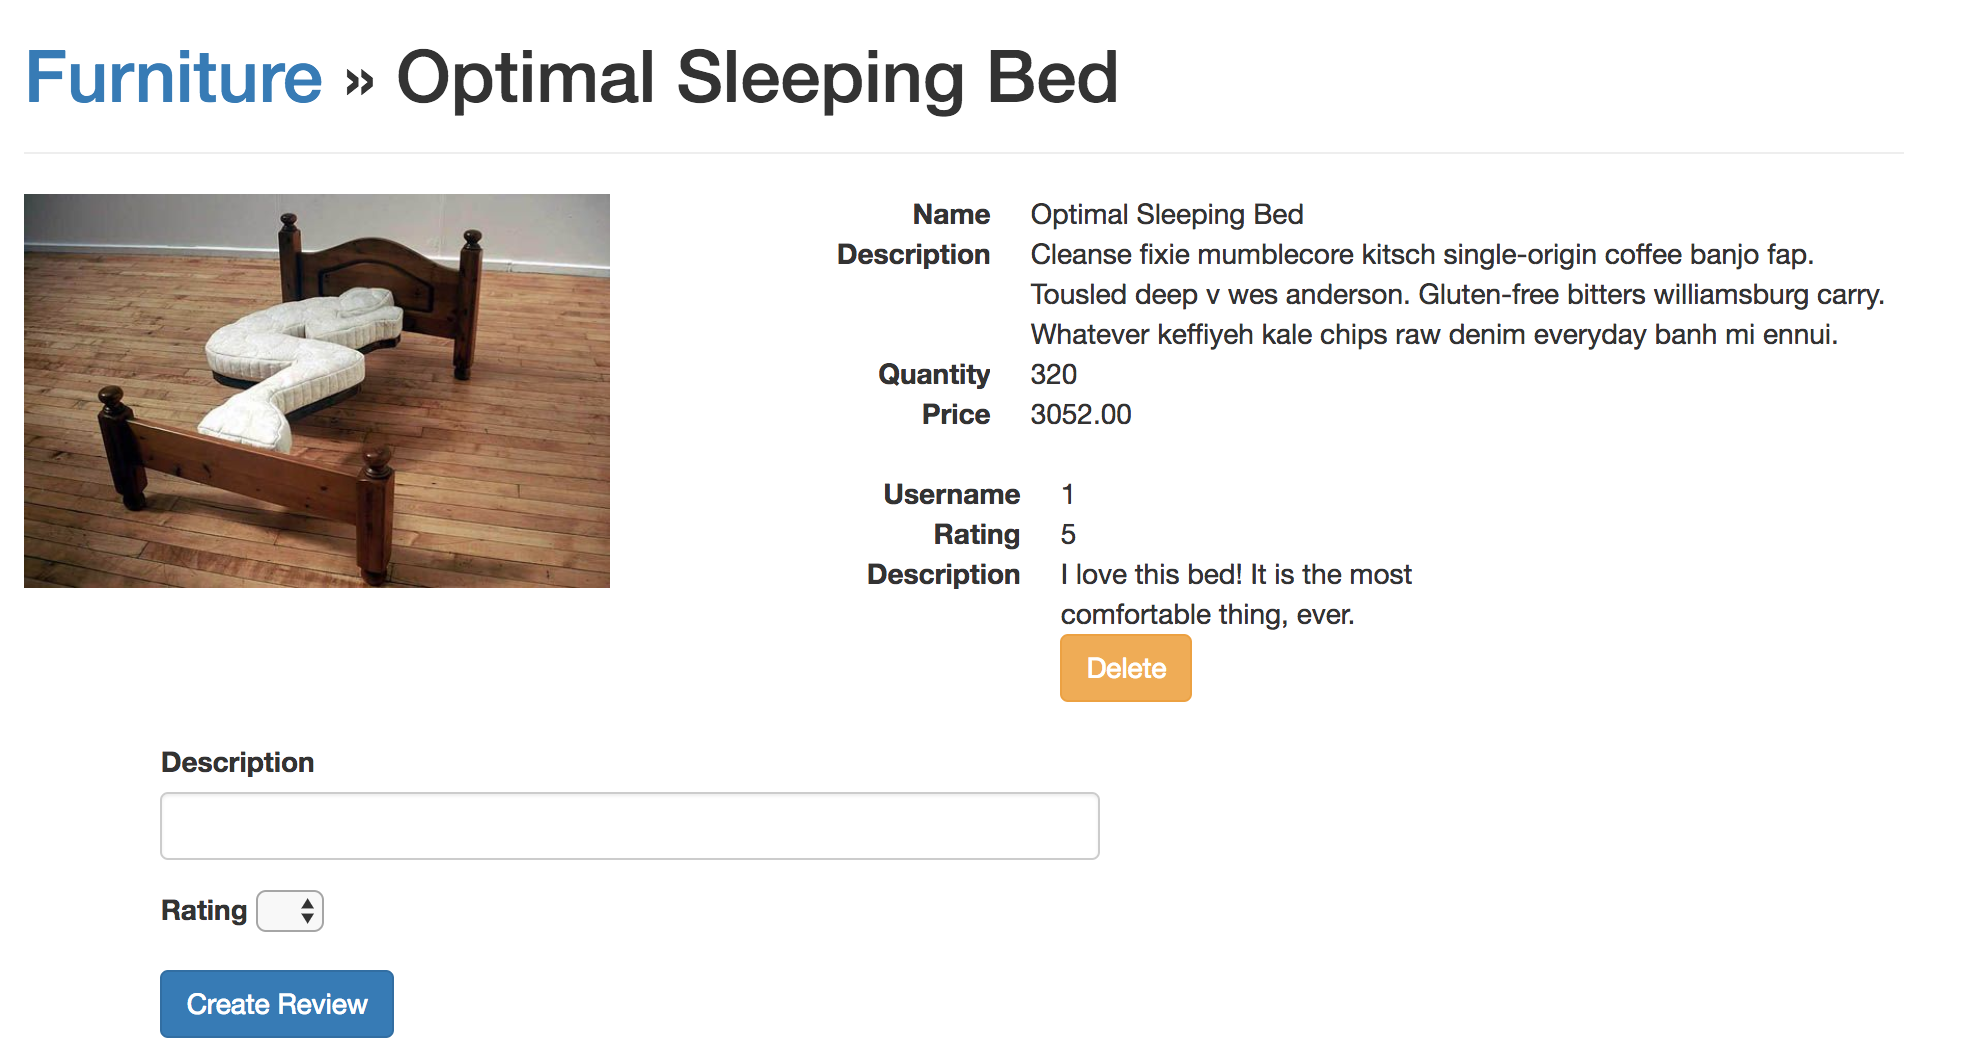 Furniture » Optimal Sleeping Bed
Name Optimal Sleeping Bed
Description Cleanse fixie mumblecore kitsch single-origin coffee banjo fap.
Tousled deep v wes anderson. Gluten-free bitters williamsburg carry.
Whatever keffiyeh kale chips raw denim everyday banh mi ennui.
Quantity 320
Price 3052.00
Username 1
Rating 5
Description I love this bed! It is the most
comfortable thing, ever.
Delete
Description
Rating
Create Review